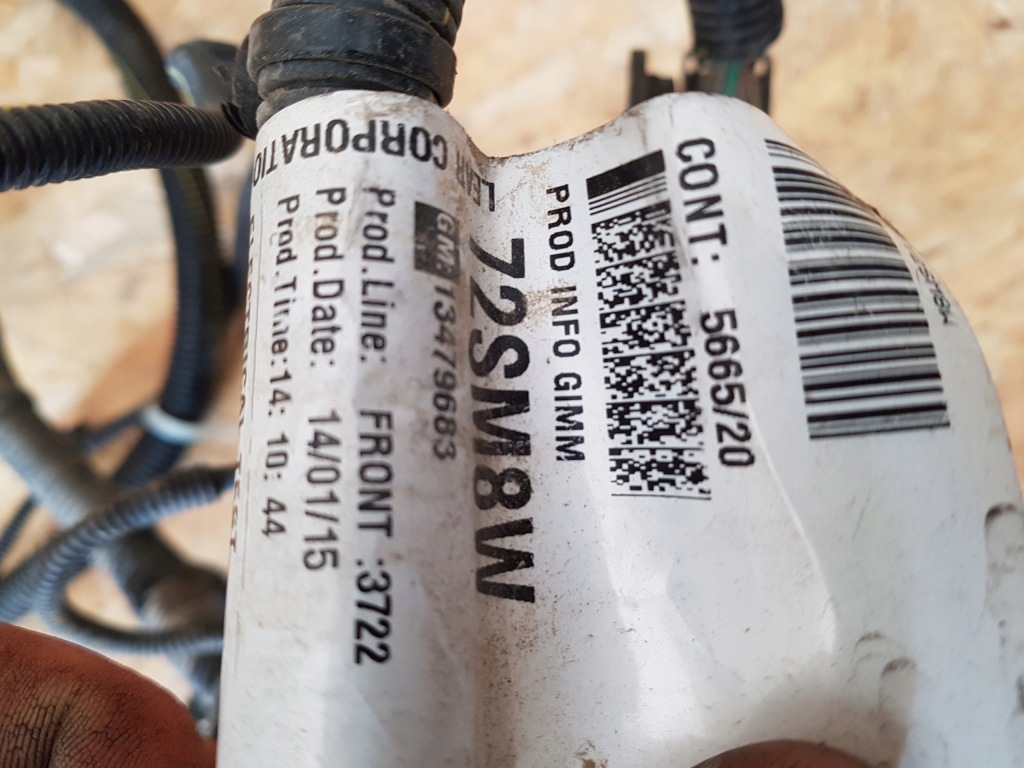 CONT: 5665/20
PROD INFO GIMM
72SM8W
LEAR CORPORATIO
GM: 13479683
Prod.Line: FRONT :3722
Prod.Date: 14/01/15
Prod.Time:14: 10: 44